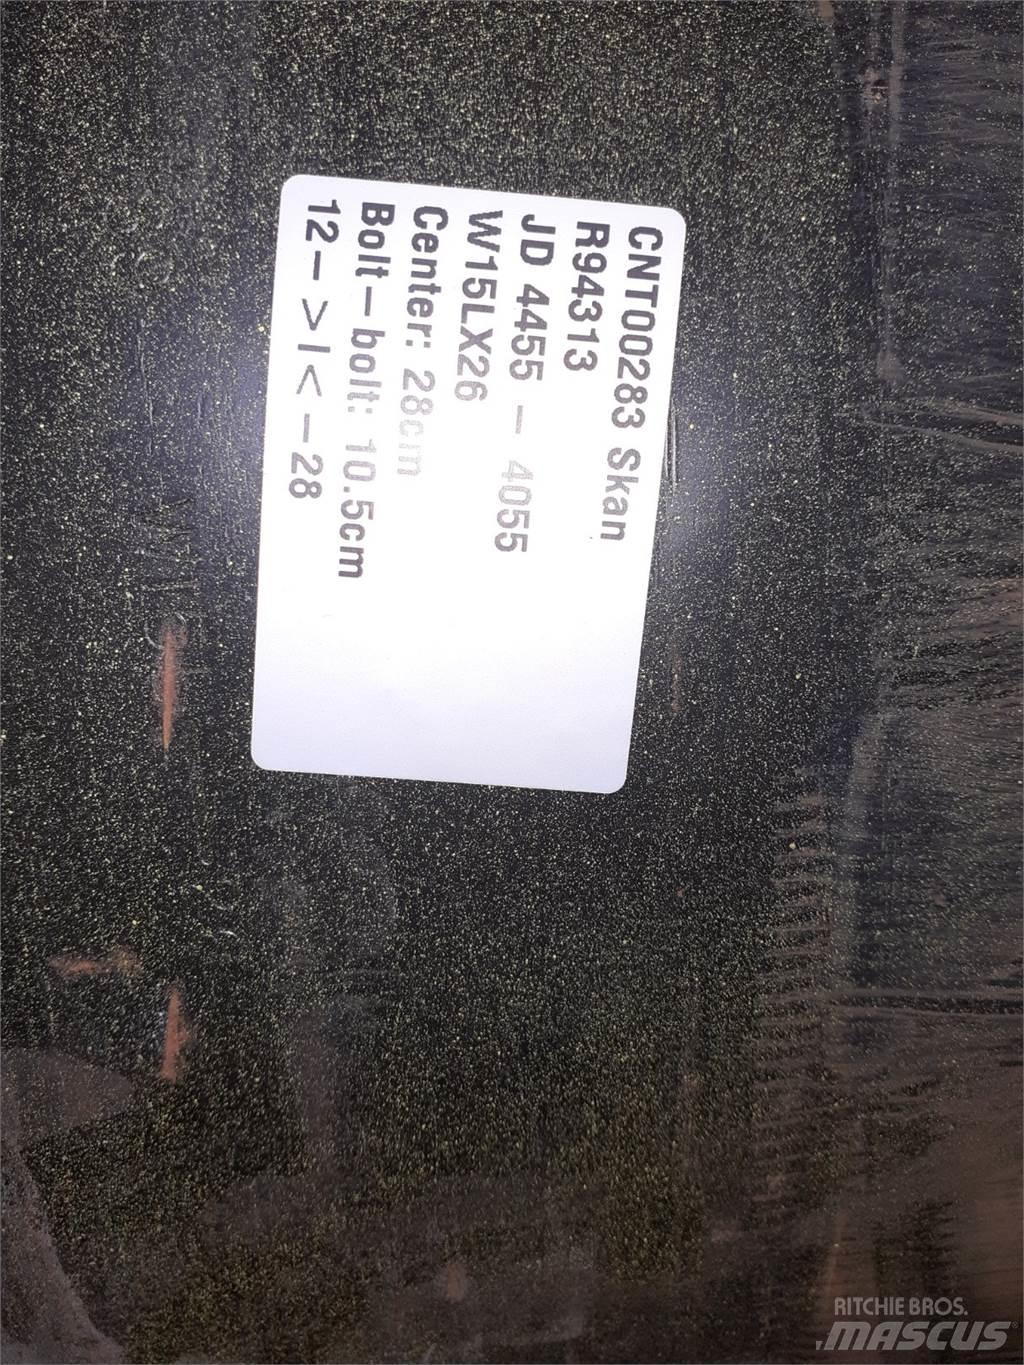 CNT00283 Skan
R94313
JD 4455 - 4055
W15LX26
Center: 28cm
Bolt-bolt: 10.5cm
12->|<-28
RITCHIE BROS.
MASCUS